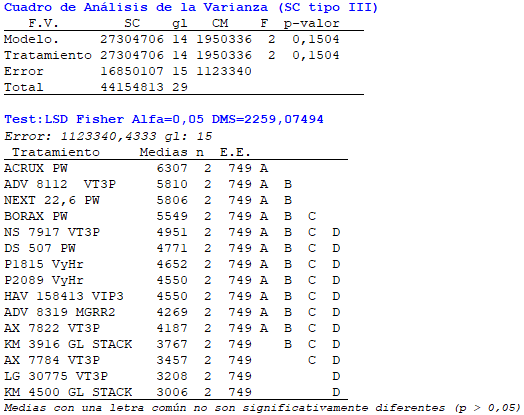 Cuadro de Análisis de la Varianza (SC tipo III)
F.V. SC gl CM F p-valor
Modelo. 27304706 14 1950336 2 0,1504
Tratamiento 27304706 14 1950336 2 0,1504
Error 16850107 15 1123340
Total 44154813 29
Test:LSD Fisher Alfa=0,05 DMS=2259,07494
Error: 1123340,4333 gl: 15
Tratamiento Medias n E.E.
ACRUX PW 6307 2 749 A
ADV 8112 VT3P 5810 2 749 A B
NEXT 22,6 PW 5806 2 749 A B
BORAX PW 5549 2 749 A B C
NS 7917 VT3P 4951 2 749 A B C D
DS 507 PW 4771 2 749 A B C D
P1815 VyHr 4652 2 749 A B C D
P2089 VyHr 4550 2 749 A B C D
HAV 158413 VIP3 4550 2 749 A B C D
ADV 8319 MGRR2 4269 2 749 A B C D
AX 7822 VT3P 4187 2 749 A B C D
KM 3916 GL STACK 3767 2 749 B C D
AX 7784 VT3P 3457 2 749 C D
LG 30775 VT3P 3208 2 749 D
KM 4500 GL STACK 3006 2 749 D
Medias con una letra común no son significativamente diferentes (p > 0,05)